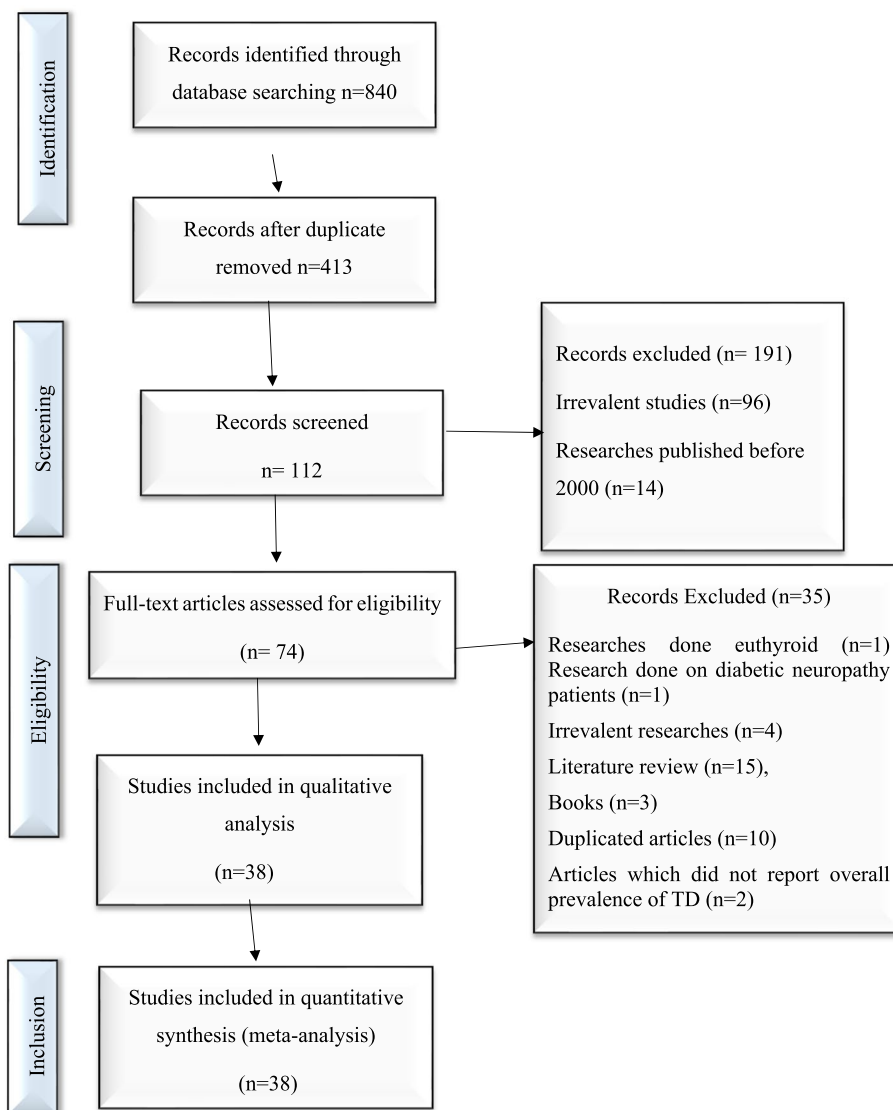 Identification
Records identified through
database searching n=840
Records after duplicate
removed n=413
Screening
Records screened
n= 112
Records excluded (n= 191)
Irrevalent studies (n=96)
Researches published before
2000 (n=14)
Eligibility
Full-text articles assessed for eligibility
(n= 74)
Records Excluded (n=35)
Researches done euthyroid (n=1)
Research done on diabetic neuropathy
patients (n=1)
Irrevalent researches (n=4)
Literature review (n=15),
Books (n=3)
Duplicated articles (n=10)
Articles which did not report overall
prevalence of TD (n=2)
Studies included in qualitative
analysis
(n=38)
Inclusion
Studies included in quantitative
synthesis (meta-analysis)
(n=38)